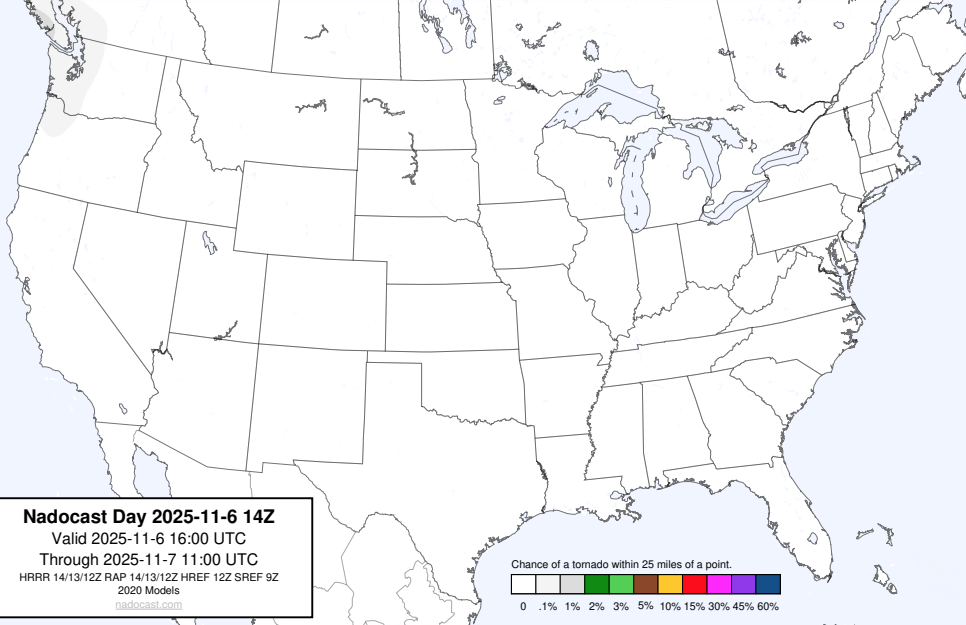 Nadocast Day 2025-11-6 14Z
Valid 2025-11-6 16:00 UTC
Through 2025-11-7 11:00 UTC
HRRR 14/13/12Z RAP 14/13/12Z HREF 12Z SREF 9Z
2020 Models
nadocast.com
Chance of a tornado within 25 miles of a point.
0 .1% 1% 2% 3% 5% 10% 15% 30% 45% 60%